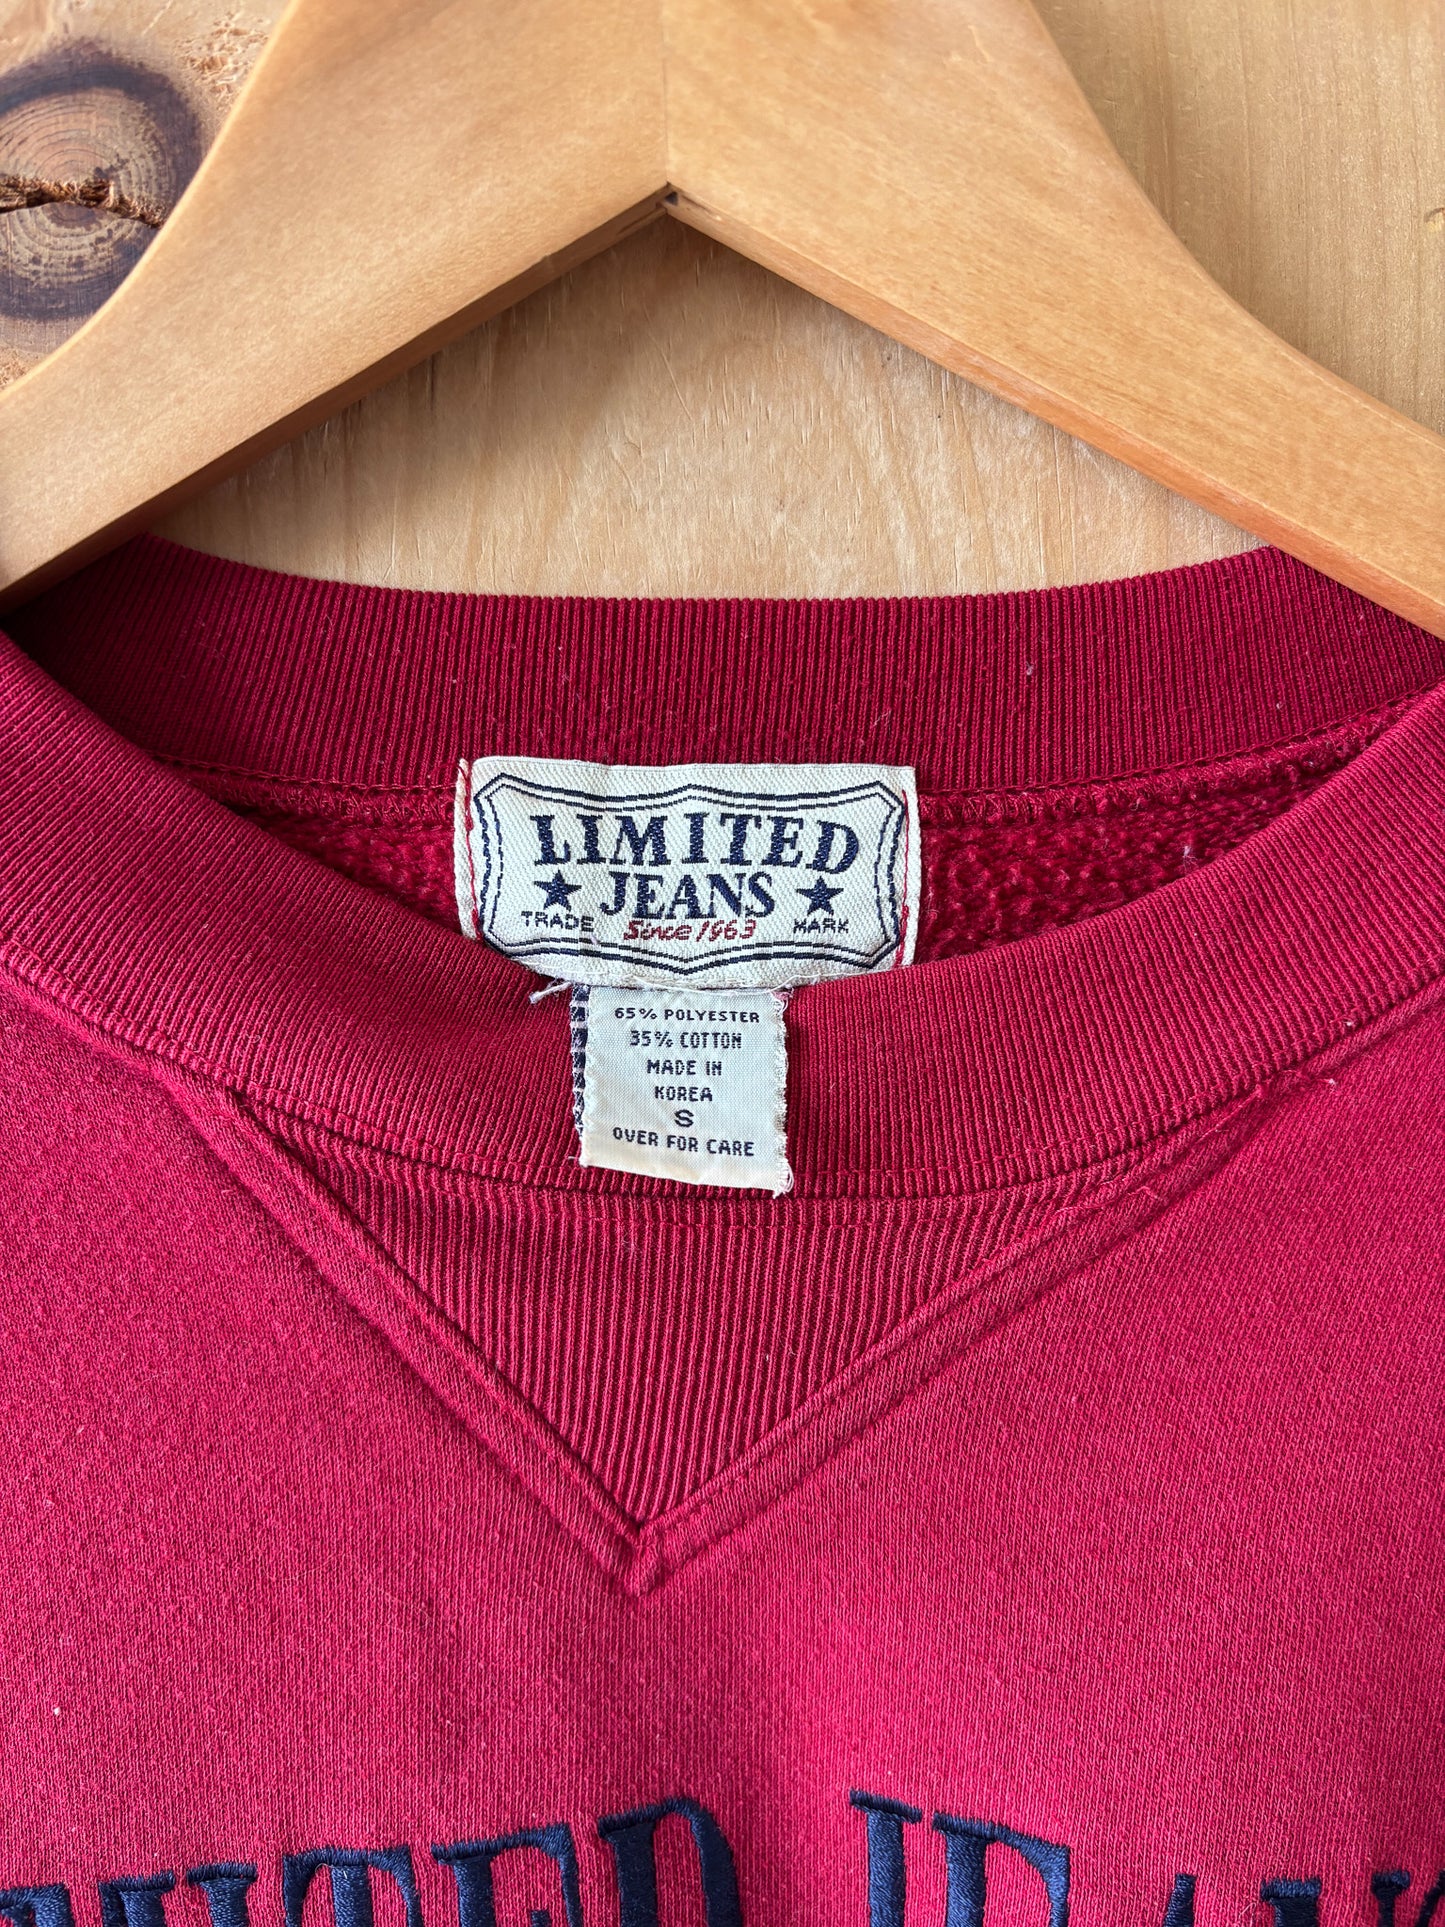 LIMITED
★ JEANS ★
TRADE Since 1963 MARK
65% POLYESTER
35% COTTON
MADE IN
KOREA
S
OVER FOR CARE